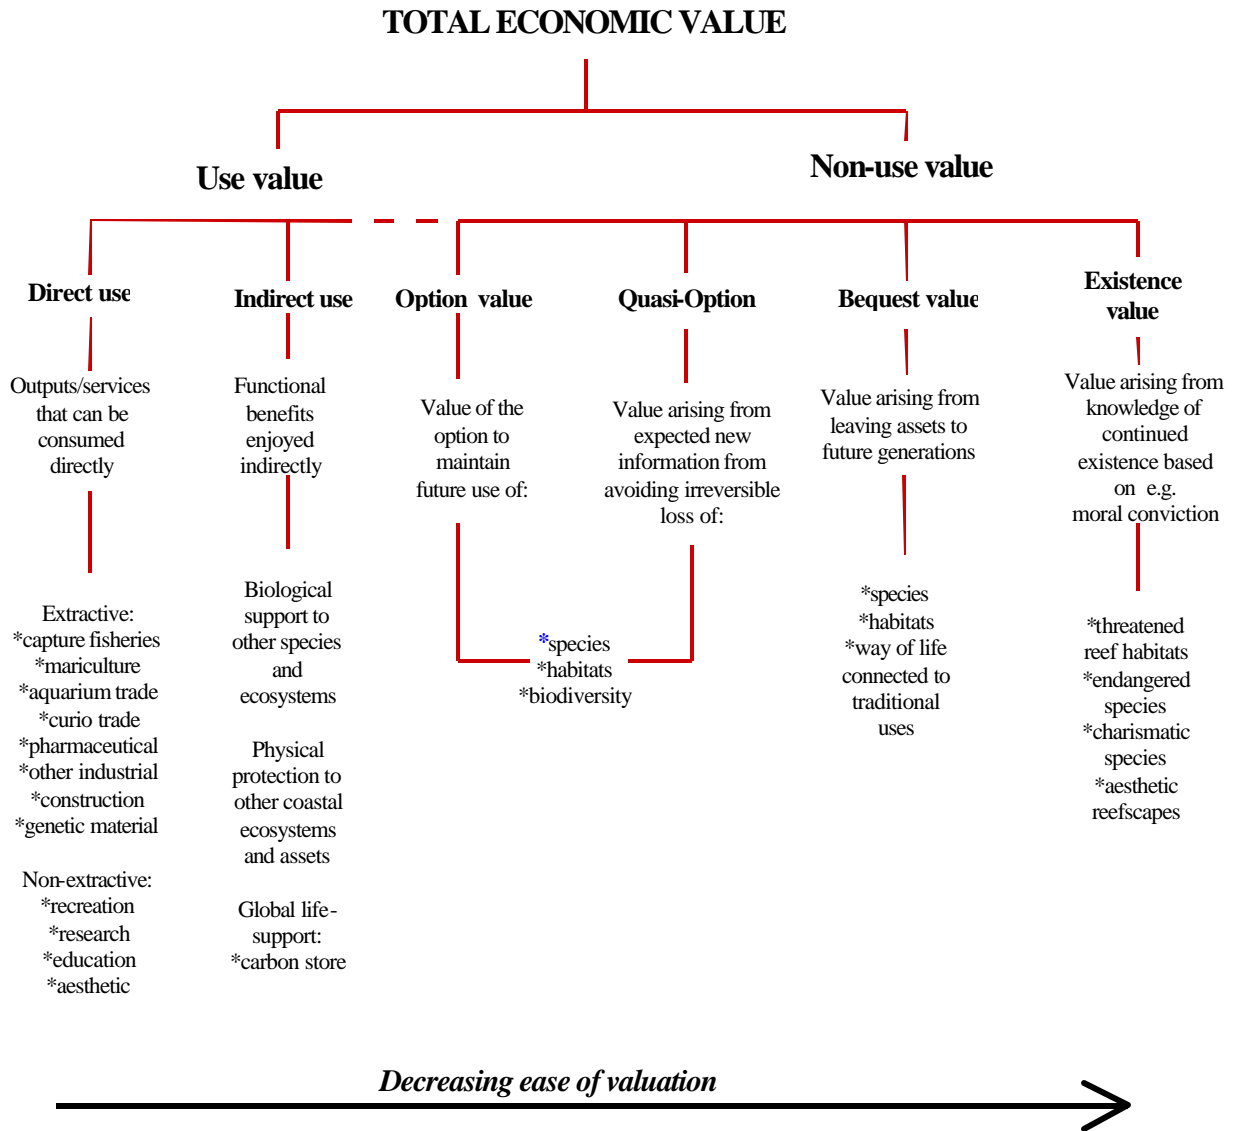 TOTAL ECONOMIC VALUE
Use value
Non-use value
Direct use
Indirect use
Option value
Quasi-Option
Bequest value
Existence
value
Outputs/services
that can be
consumed
directly
Functional
benefits
enjoyed
indirectly
Value of the
option to
maintain
future use of:
Value arising from
expected new
information from
avoiding irreversible
loss of:
Value arising from
leaving assets to
future generations
Value arising from
knowledge of
continued
existence based
on e.g.
moral conviction
Extractive:
*capture fisheries
*mariculture
*aquarium trade
*curio trade
*pharmaceutical
*other industrial
*construction
*genetic material
Non-extractive:
*recreation
*research
*education
*aesthetic
Biological
support to
other species
and
ecosystems
Physical
protection to
other coastal
ecosystems
and assets
Global life-
support:
*carbon store
*species
*habitats
*biodiversity
*species
*habitats
*way of life
connected to
traditional
uses
*threatened
reef habitats
*endangered
species
*charismatic
species
*aesthetic
reefscapes
Decreasing ease of valuation